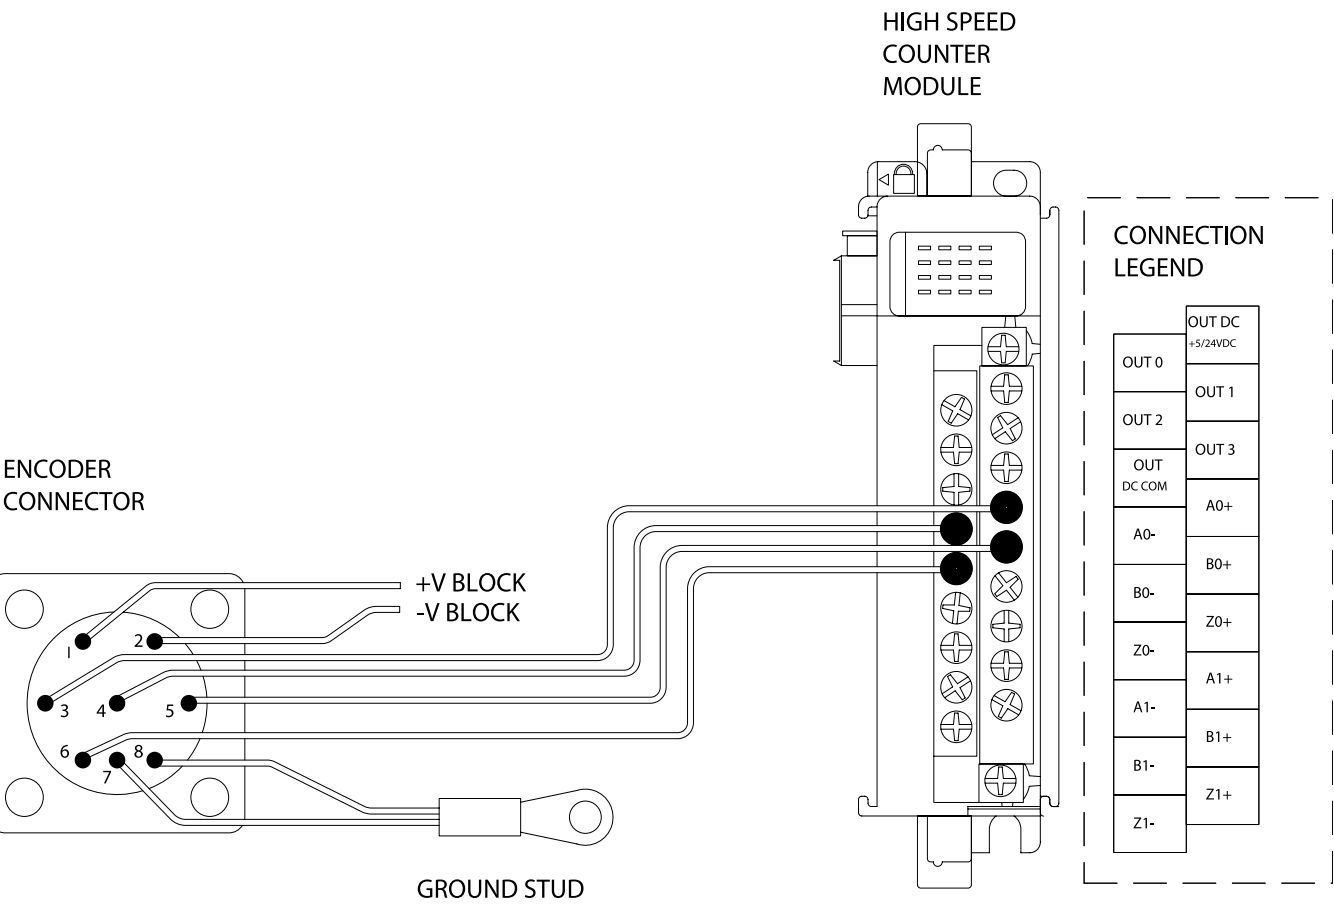 HIGH SPEED
COUNTER
MODULE
CONNECTION
LEGEND
OUT DC
+5/24VDC
OUT 0
OUT 1
OUT 2
OUT 3
OUT
DC COM
A0+
A0-
B0+
B0-
Z0+
Z0-
A1+
A1-
B1+
B1-
Z1+
Z1-
ENCODER
CONNECTOR
+V BLOCK
-V BLOCK
1
2
3
4
5
6
7
8
GROUND STUD